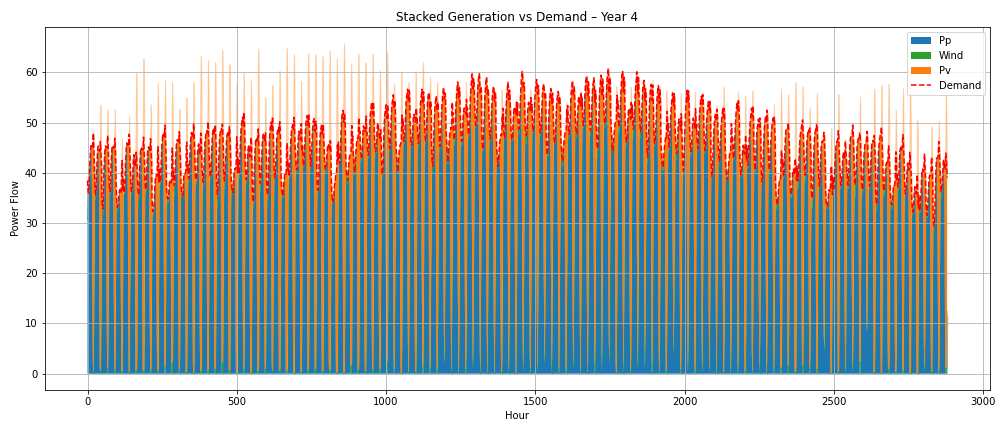 Stacked Generation vs Demand – Year 4
Power Flow
60
50
40
30
20
10
0
0 500 1000 1500 2000 2500 3000
Hour
Pp
Wind
Pv
Demand